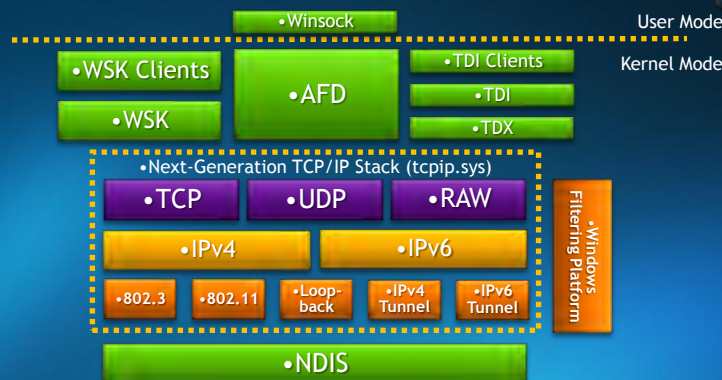 •Winsock
User Mode
•WSK Clients
•AFD
•TDI Clients
Kernel Mode
•TDI
•WSK
•TDX
•Next-Generation TCP/IP Stack (tcpip.sys)
•TCP
•UDP
•RAW
•IPv4
•IPv6
•Windows
Filtering Platform
•802.3
•802.11
•Loop-
back
•IPv4
Tunnel
•IPv6
Tunnel
•NDIS